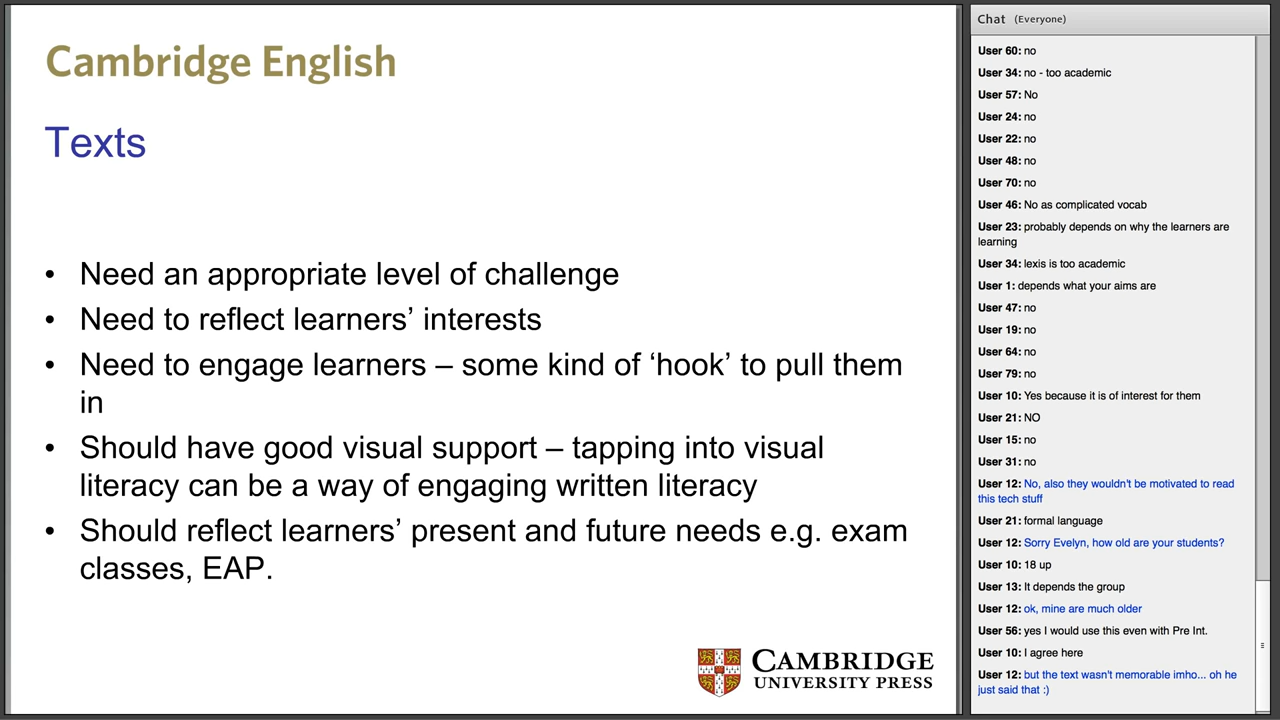 Cambridge English
Texts
• Need an appropriate level of challenge
• Need to reflect learners’ interests
• Need to engage learners – some kind of ‘hook’ to pull them
in
• Should have good visual support – tapping into visual
literacy can be a way of engaging written literacy
• Should reflect learners’ present and future needs e.g. exam
classes, EAP.
CAMBRIDGE
UNIVERSITY PRESS
Chat (Everyone)
User 60: no
User 34: no - too academic
User 57: No
User 24: no
User 22: no
User 48: no
User 70: no
User 46: No as complicated vocab
User 23: probably depends on why the learners are
learning
User 34: lexis is too academic
User 1: depends what your aims are
User 47: no
User 19: no
User 64: no
User 79: no
User 10: Yes because it is of interest for them
User 21: NO
User 15: no
User 31: no
User 12: No, also they wouldn't be motivated to read
this tech stuff
User 21: formal language
User 12: Sorry Evelyn, how old are your students?
User 10: 18 up
User 13: It depends the group
User 12: ok, mine are much older
User 56: yes I would use this even with Pre Int.
User 10: I agree here
User 12: but the text wasn't memorable imho... oh he
just said that :)